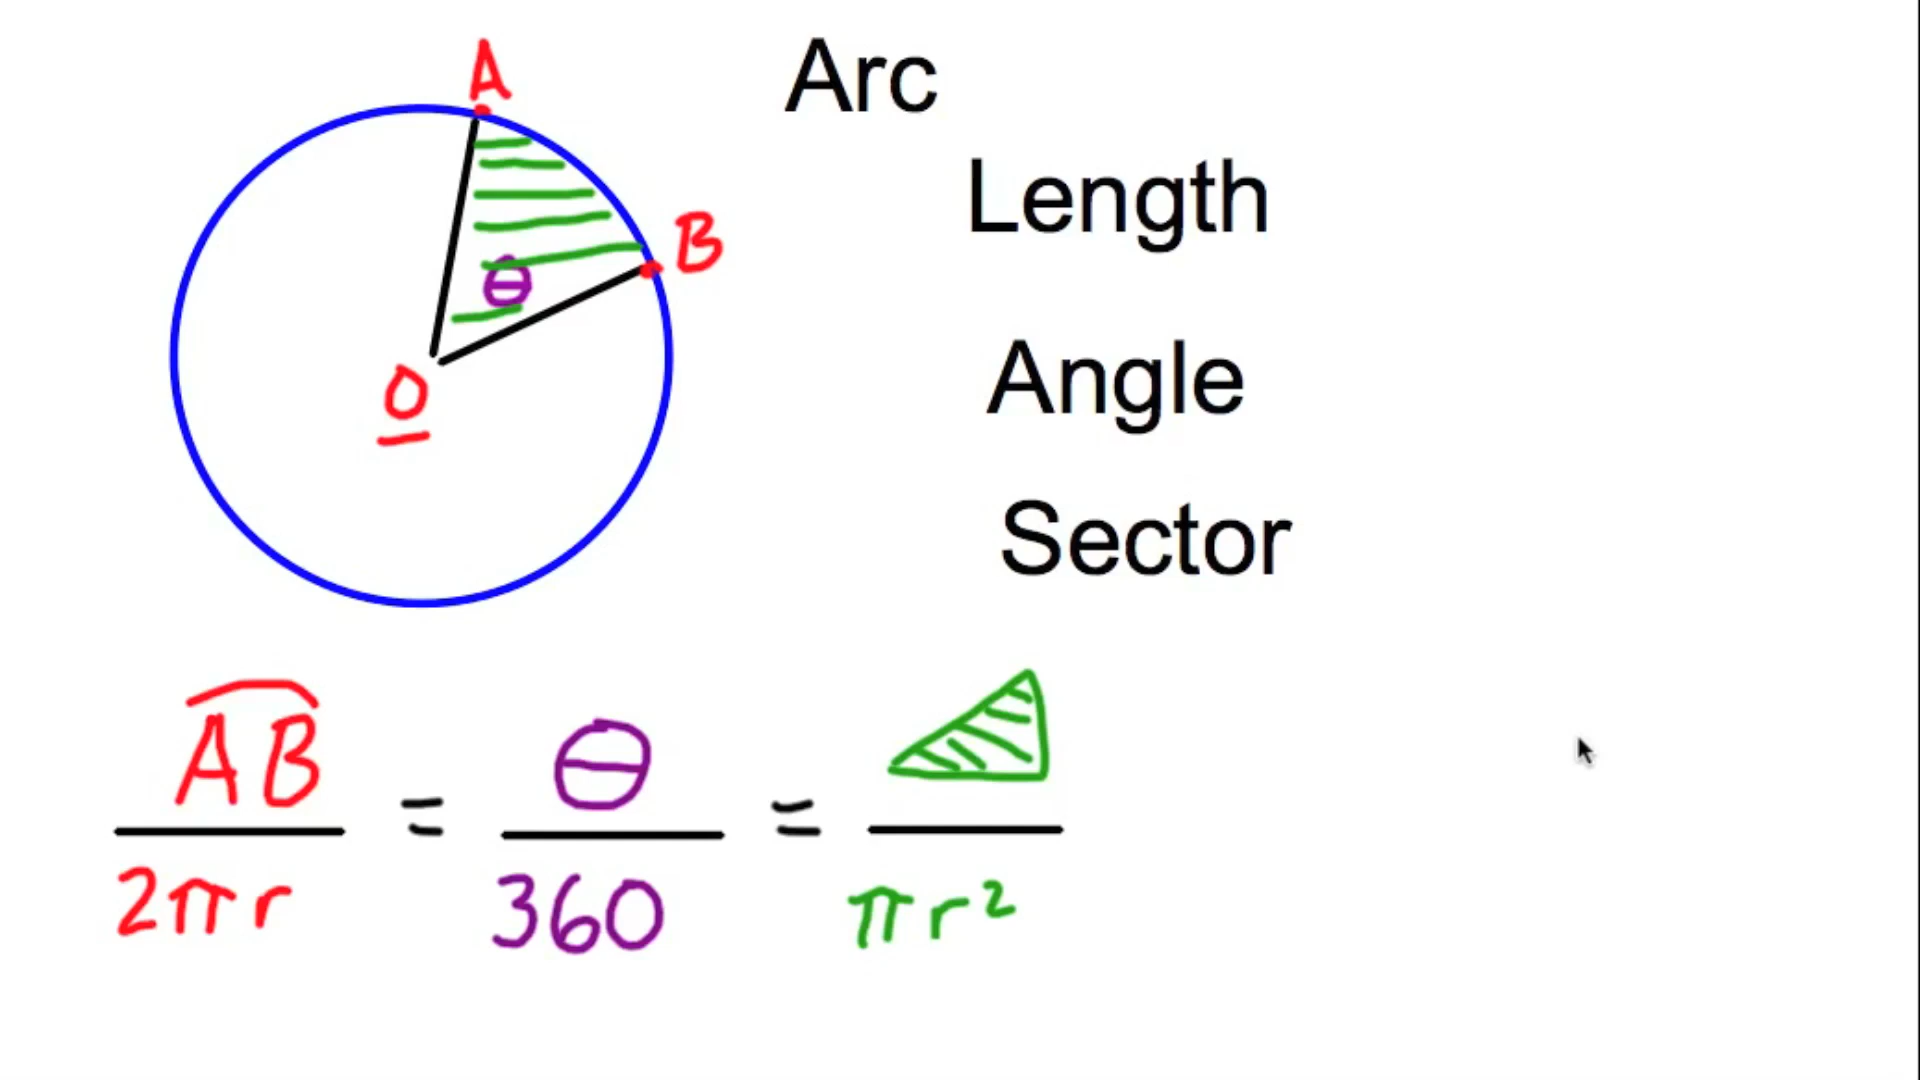 A
B
θ
O
Arc
Length
Angle
Sector
AB = θ =
2πr 360 πr²